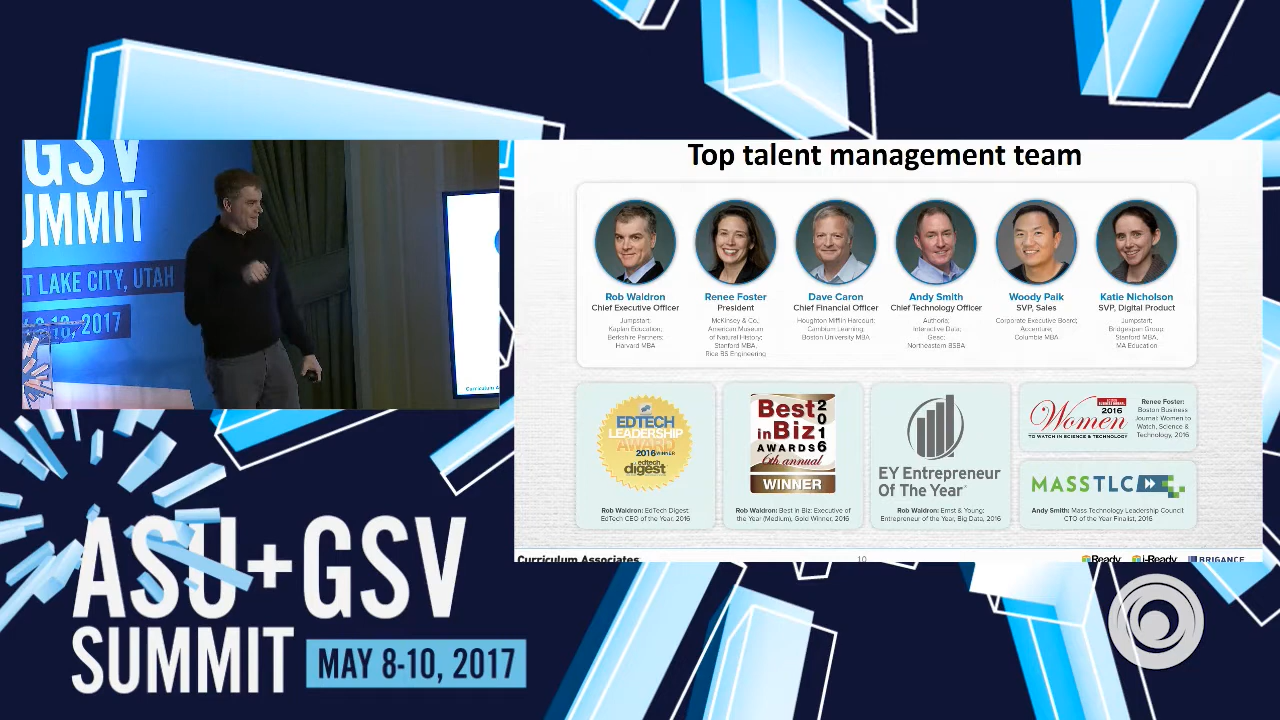 GSV
SUMMIT
LAKE CITY, UTAH
2017
Curriculum
Top talent management team
Rob Waldron
Chief Executive Officer
Jumpstart;
Kaplan Education;
Berkshire Partners;
Harvard MBA
Renee Foster
President
McKinsey & Co.;
American Museum
of Natural History;
Stanford MBA,
Rice BS Engineering
Dave Caron
Chief Financial Officer
Houghton Mifflin Harcourt;
Cambium Learning;
Boston University MBA
Andy Smith
Chief Technology Officer
Authoria;
Interactive Data;
Geac;
Northeastern BSBA
Woody Paik
SVP, Sales
Corporate Executive Board;
Accenture;
Columbia MBA
Katie Nicholson
SVP, Digital Product
Jumpstart;
Bridgespan Group;
Stanford MBA,
MA Education
EDTECH
LEADERSHIP
AWARD
2016 WINNER
edtech
digest
Rob Waldron: EdTech Digest
EdTech CEO of the Year, 2016
Best
in Biz
2016
AWARDS
6th annual
WINNER
Rob Waldron: Best in Biz: Executive of
the Year (Medium), Gold Winner, 2016
EY Entrepreneur
Of The Year
Rob Waldron: Ernst & Young:
Entrepreneur of the Year, Big Data, 2016
2016
Women
TO WATCH IN SCIENCE & TECHNOLOGY
Renee Foster:
Boston Business
Journal: Women to
Watch, Science &
Technology, 2016
MASSTLC
Andy Smith: Mass Technology Leadership Council
CTO of the Year Finalist, 2016
Curriculum Associates
10
Ready
i-Ready
BRIGANCE
ASU+GSV
SUMMIT
MAY 8-10, 2017